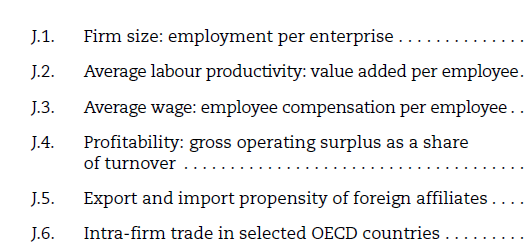 J.1. Firm size: employment per enterprise . . . . . . . . . . . . . .
J.2. Average labour productivity: value added per employee.
J.3. Average wage: employee compensation per employee . .
J.4. Profitability: gross operating surplus as a share
of turnover . . . . . . . . . . . . . . . . . . . . . . . . . . . . . . . . . . . . . .
J.5. Export and import propensity of foreign affiliates . . . .
J.6. Intra-firm trade in selected OECD countries . . . . . . . . .